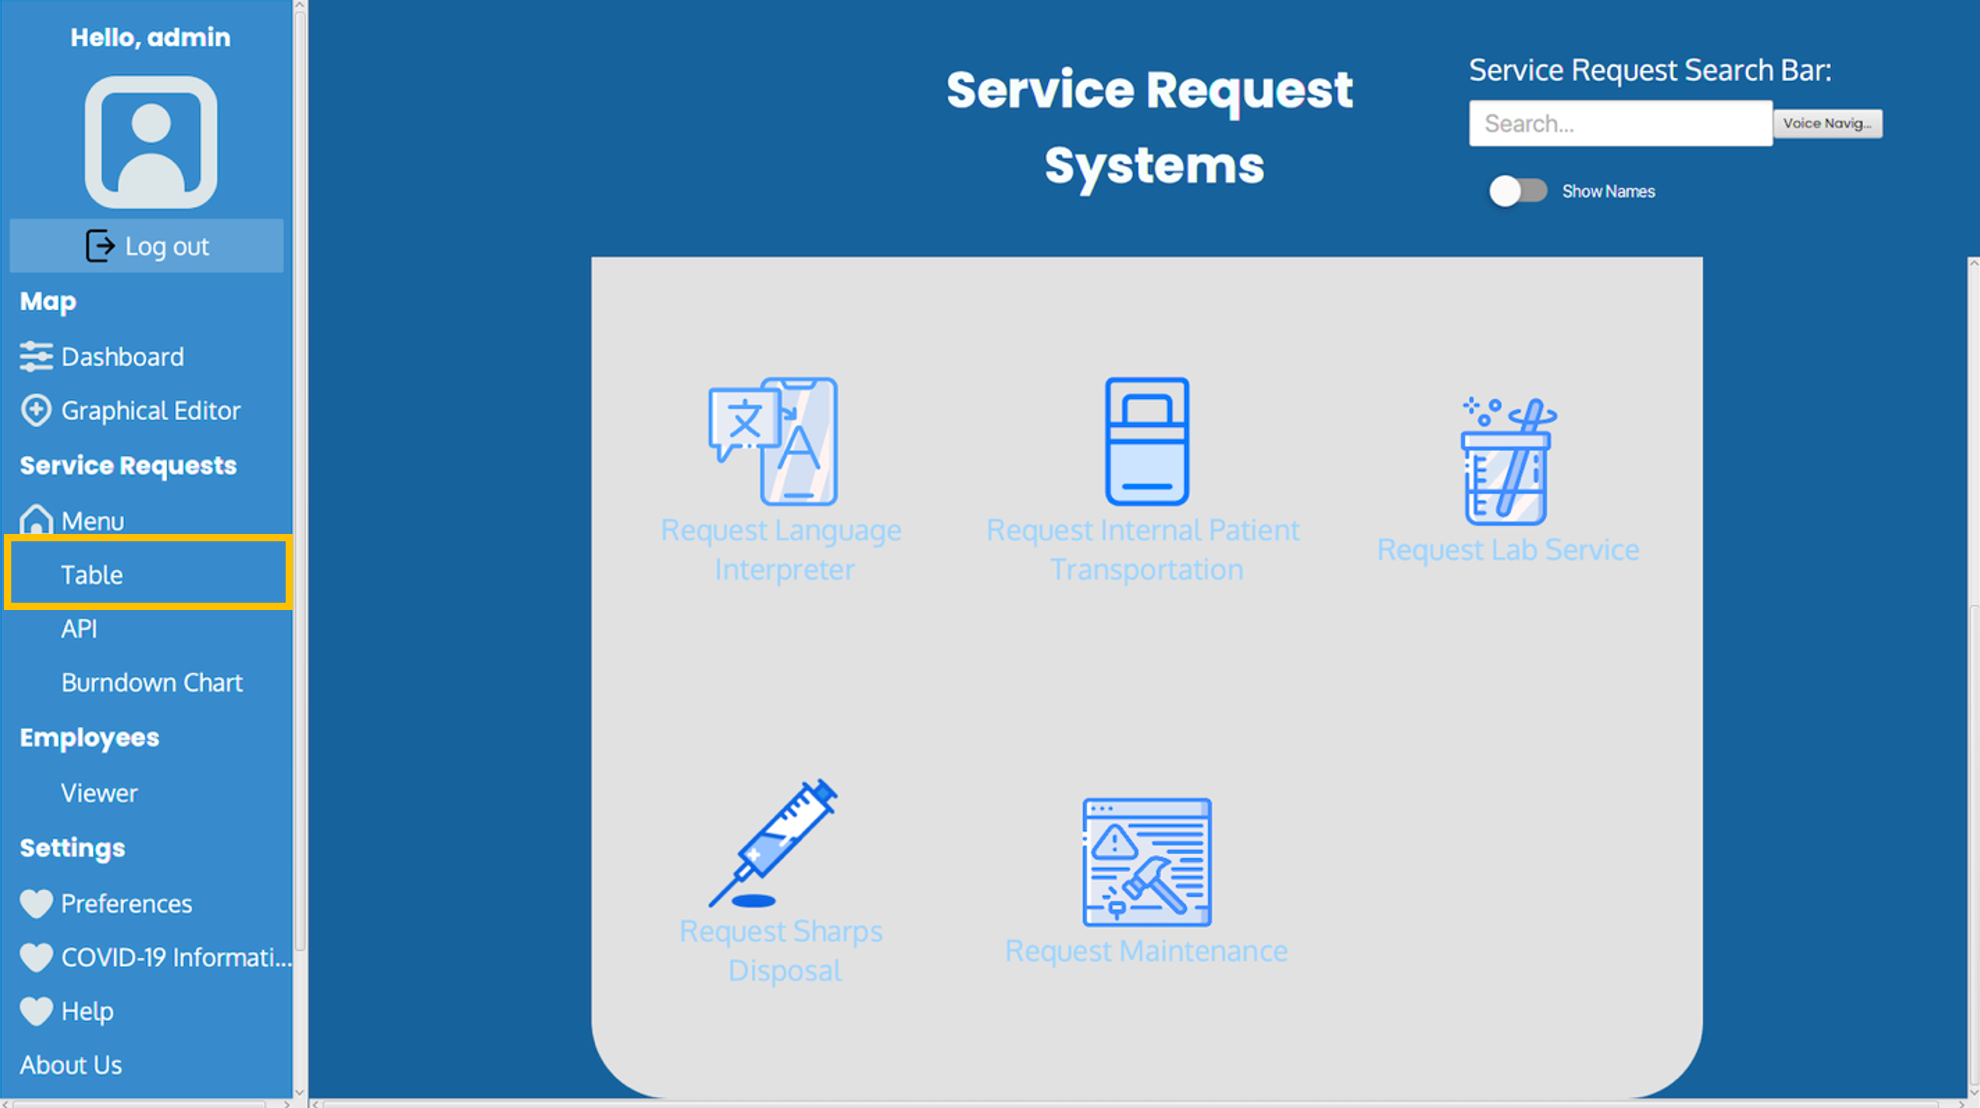 Hello, admin
Log out
Map
Dashboard
Graphical Editor
Service Requests
Menu
Table
API
Burndown Chart
Employees
Viewer
Settings
Preferences
COVID-19 Informati...
Help
About Us
Service Request
Systems
Service Request Search Bar:
Search...
Voice Navig...
Show Names
文
A
Request Language
Interpreter
Request Internal Patient
Transportation
Request Lab Service
Request Sharps
Disposal
Request Maintenance